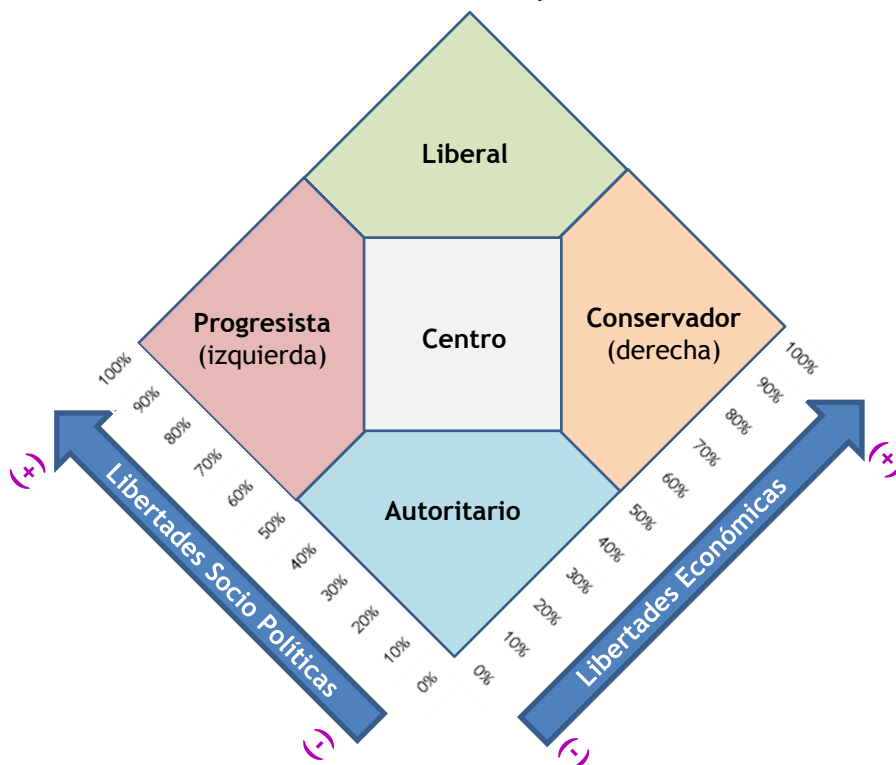 Liberal
Progresista
(izquierda)
Centro
Conservador
(derecha)
Autoritario
100%
90%
80%
70%
60%
50%
40%
30%
20%
10%
0%
0%
10%
20%
30%
40%
50%
60%
70%
80%
90%
100%
(+)
Libertades Socio Políticas
(-)
(+)
Libertades Económicas
(-)